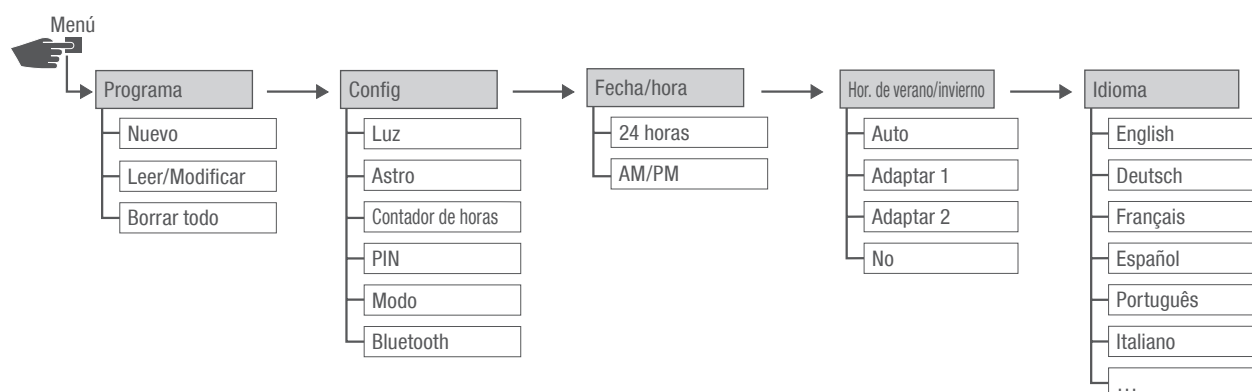 Menú
Programa
Nuevo
Leer/Modificar
Borrar todo
Config
Luz
Astro
Contador de horas
PIN
Modo
Bluetooth
Fecha/hora
24 horas
AM/PM
Hor. de verano/invierno
Auto
Adaptar 1
Adaptar 2
No
Idioma
English
Deutsch
Français
Español
Português
Italiano
...